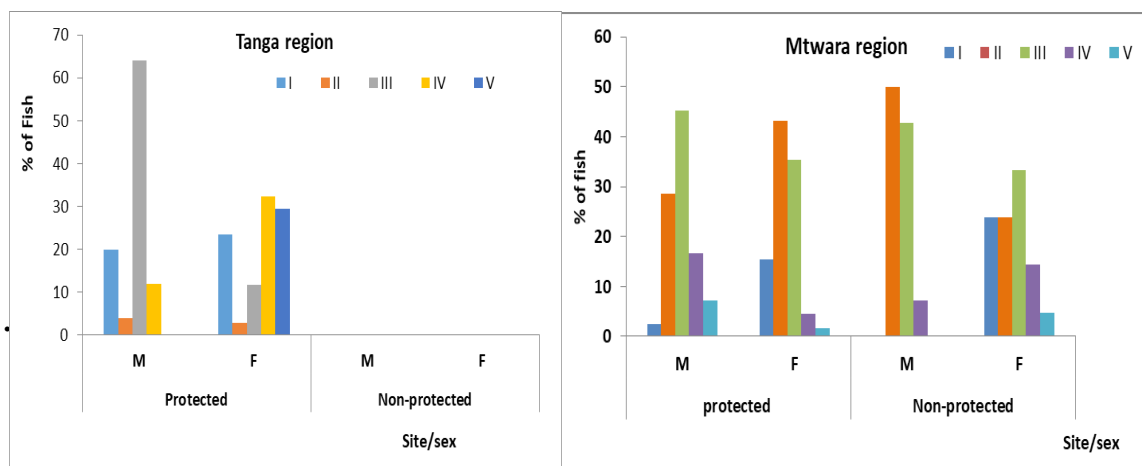 Tanga region
I II III IV V
% of Fish
70
60
50
40
30
20
10
0
M F M F
Protected Non-protected
Site/sex
Mtwara region
I II III IV V
% of fish
60
50
40
30
20
10
0
M F M F
protected Non-protected
Site/sex